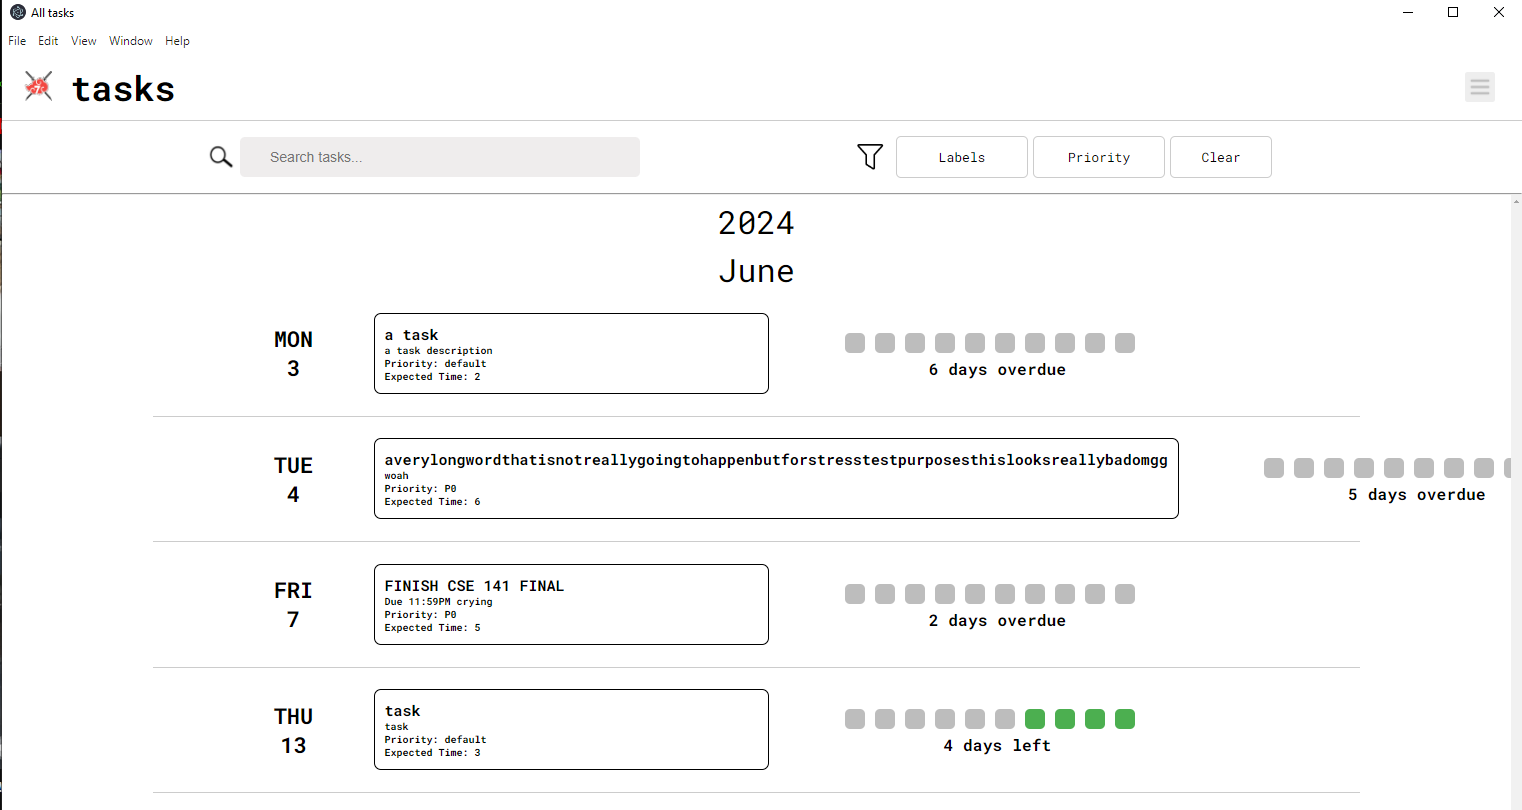 All tasks
File Edit View Window Help
tasks
Search tasks...
Labels Priority Clear
2024
June
MON
3
a task
a task description
Priority: default
Expected Time: 2
6 days overdue
TUE
4
averylongwordthatisnotreallygoingtohappenbutforstresstestpurposesthislooksreallybadomgg
woah
Priority: P0
Expected Time: 6
5 days overdue
FRI
7
FINISH CSE 141 FINAL
Due 11:59PM crying
Priority: P0
Expected Time: 5
2 days overdue
THU
13
task
task
Priority: default
Expected Time: 3
4 days left